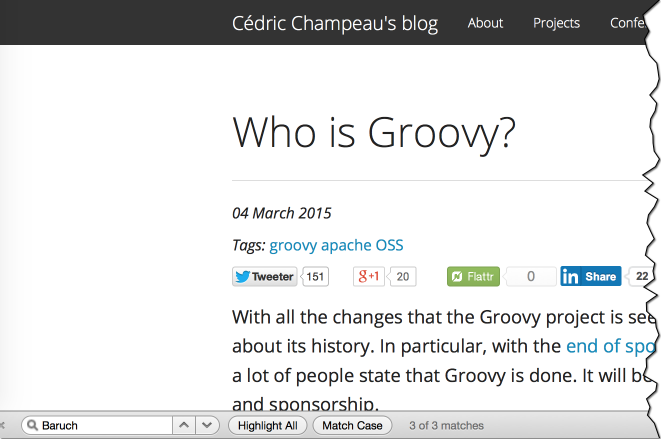 Cédric Champeau's blog About Projects
Who is Groovy?
04 March 2015
Tags: groovy apache OSS
Tweeter 151 g+1 20 Flattr 0 in Share 22
With all the changes that the Groovy project is see
about its history. In particular, with the end of spo
a lot of people state that Groovy is done. It will be
and sponsorship.
Baruch Highlight All Match Case 3 of 3 matches